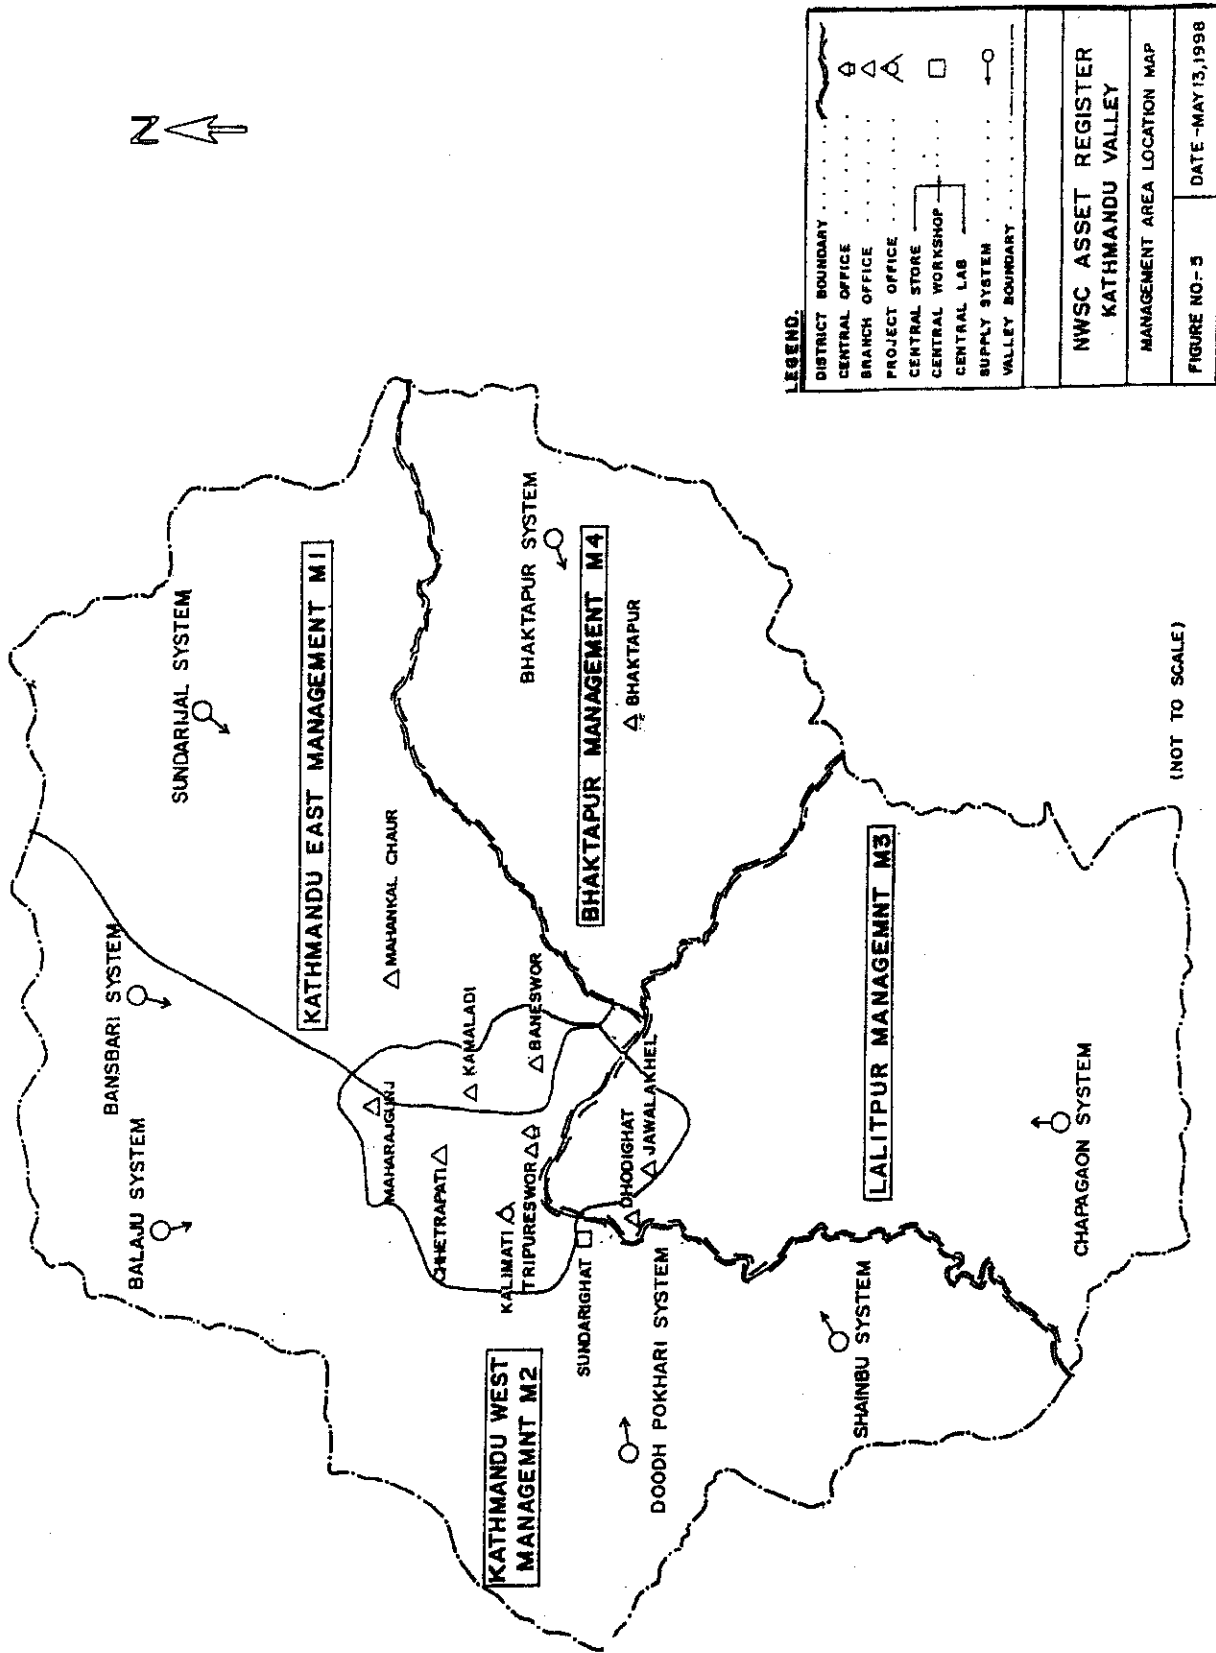 N
SUNDARIJAL SYSTEM
BANSBARI SYSTEM
BALAJU SYSTEM
KATHMANDU EAST MANAGEMENT M1
BHAKTAPUR SYSTEM
BHAKTAPUR MANAGEMENT M4
BHAKTAPUR
MAHANKAL CHAUR
MAHARAJGUNJ
KAMALADI
BANESWOR
CHHETRAPATI
KALIMATI
TRIPURESWOR
JAWALAKHEL
DHODIGHAT
SUNDARIGHAT
KATHMANDU WEST
MANAGEMNT M2
DOODH POKHARI SYSTEM
SHAINBU SYSTEM
LALITPUR MANAGEMNT M3
CHAPAGAON SYSTEM
(NOT TO SCALE)
LEGEND.
DISTRICT BOUNDARY . . . . . .
CENTRAL OFFICE . . . . . .
BRANCH OFFICE . . . . . .
PROJECT OFFICE . . . . . .
CENTRAL STORE
CENTRAL WORKSHOP . . . .
CENTRAL LAB
SUPPLY SYSTEM . . . . . .
VALLEY BOUNDARY . . . . . .
NWSC ASSET REGISTER
KATHMANDU VALLEY
MANAGEMENT AREA LOCATION MAP
FIGURE NO:- 5
DATE -MAY 13,1998